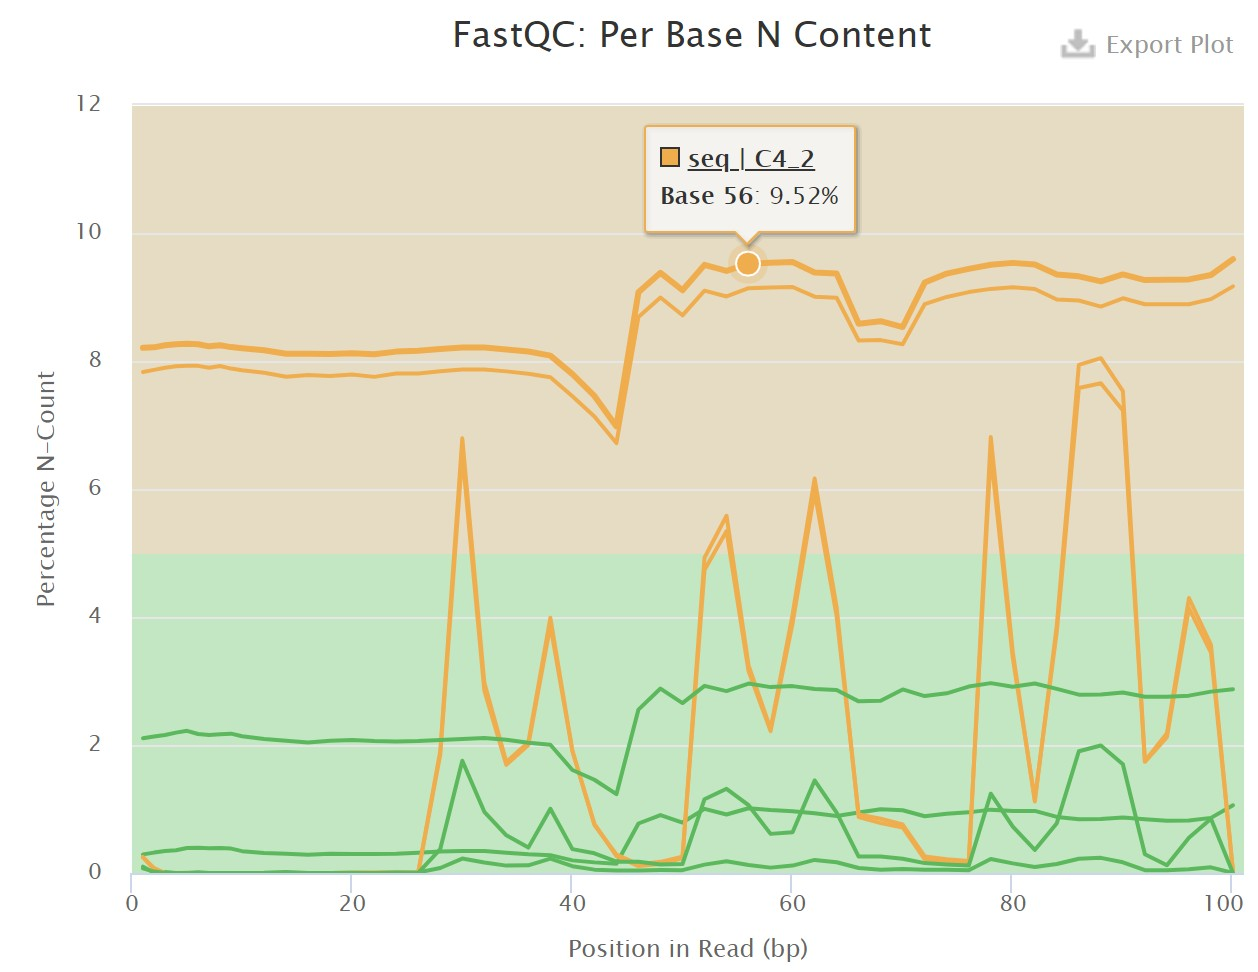 FastQC: Per Base N Content
Export Plot
seq | C4_2
Base 56: 9.52%
Percentage N-Count
12
10
8
6
4
2
0
0 20 40 60 80 100
Position in Read (bp)